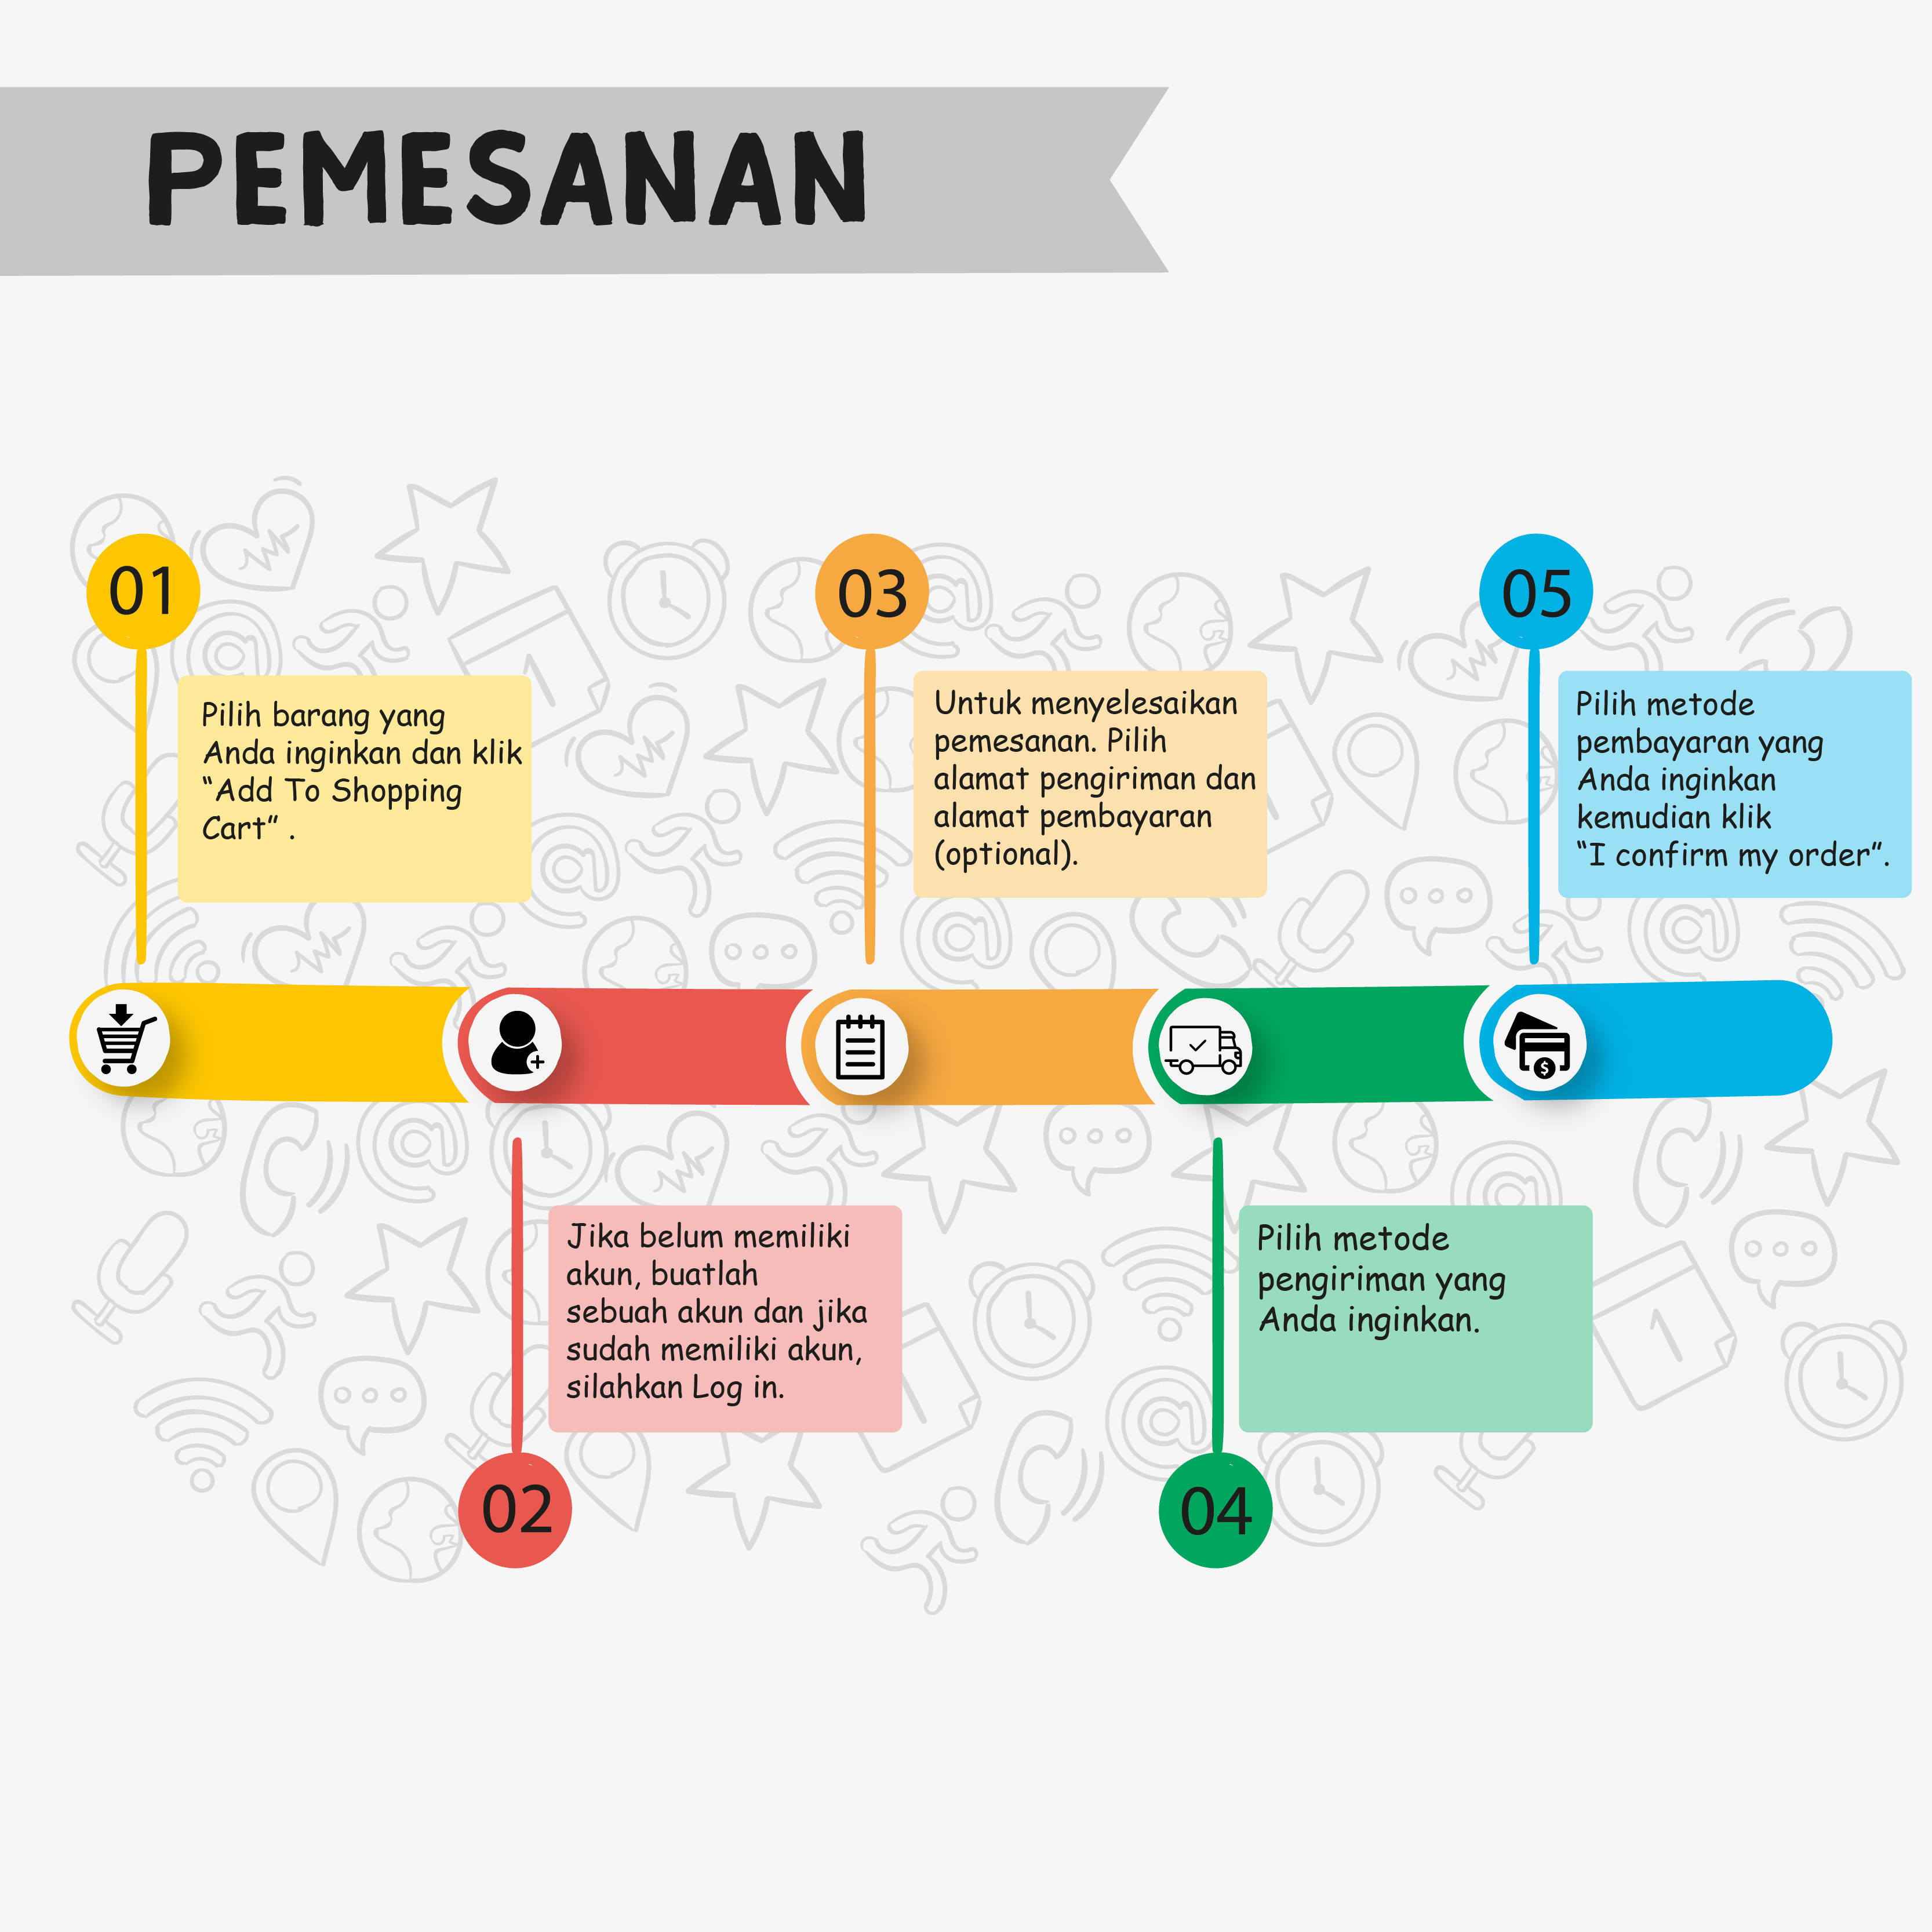 PEMESANAN
01
Pilih barang yang
Anda inginkan dan klik
“Add To Shopping
Cart” .
02
Jika belum memiliki
akun, buatlah
sebuah akun dan jika
sudah memiliki akun,
silahkan Log in.
03
Untuk menyelesaikan
pemesanan. Pilih
alamat pengiriman dan
alamat pembayaran
(optional).
04
Pilih metode
pengiriman yang
Anda inginkan.
05
Pilih metode
pembayaran yang
Anda inginkan
kemudian klik
“I confirm my order”.